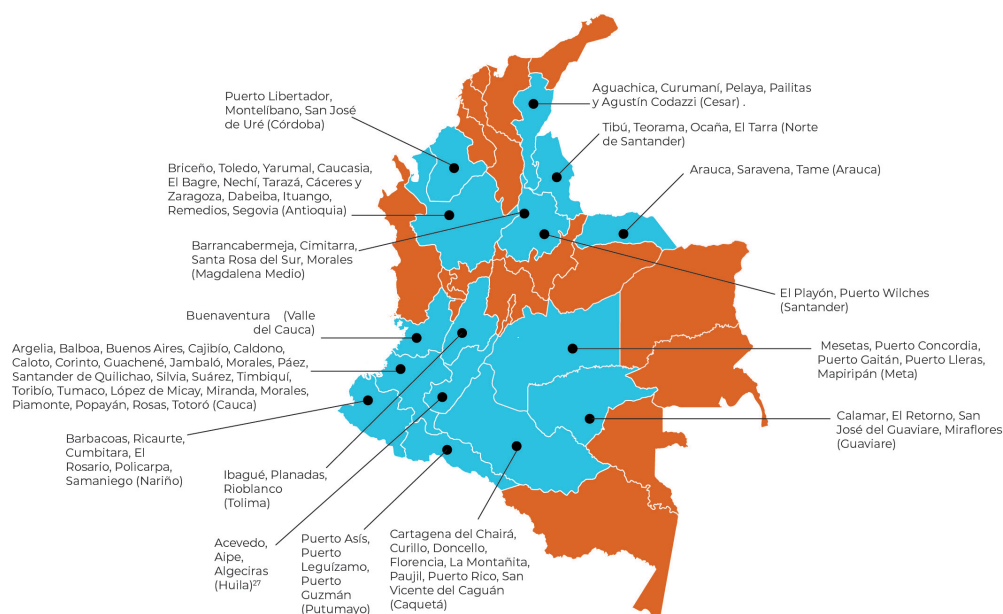 Aguachica, Curumaní, Pelaya, Pailitas
y Agustín Codazzi (Cesar) .
Puerto Libertador,
Montelíbano, San José
de Uré (Córdoba)
Tibú, Teorama, Ocaña, El Tarra (Norte
de Santander)
Briceño, Toledo, Yarumal, Caucasia,
El Bagre, Nechí, Tarazá, Cáceres y
Zaragoza, Dabeiba, Ituango,
Remedios, Segovia (Antioquia)
Arauca, Saravena, Tame (Arauca)
Barrancabermeja, Cimitarra,
Santa Rosa del Sur, Morales
(Magdalena Medio)
El Playón, Puerto Wilches
(Santander)
Buenaventura (Valle
del Cauca)
Argelia, Balboa, Buenos Aires, Cajibío, Caldono,
Caloto, Corinto, Guachené, Jambaló, Morales, Páez,
Santander de Quilichao, Silvia, Suárez, Timbiquí,
Toribío, Tumaco, López de Micay, Miranda, Morales,
Piamonte, Popayán, Rosas, Totoró (Cauca)
Mesetas, Puerto Concordia,
Puerto Gaitán, Puerto Lleras,
Mapiripán (Meta)
Calamar, El Retorno, San
José del Guaviare, Miraflores
(Guaviare)
Barbacoas, Ricaurte,
Cumbitara, El
Rosario, Policarpa,
Samaniego (Nariño)
Ibagué, Planadas,
Rioblanco
(Tolima)
Acevedo,
Aipe,
Algeciras
(Huila)²⁷
Puerto Asís,
Puerto
Leguízamo,
Puerto
Guzmán
(Putumayo)
Cartagena del Chairá,
Curillo, Doncello,
Florencia, La Montañita,
Paujil, Puerto Rico, San
Vicente del Caguán
(Caquetá)